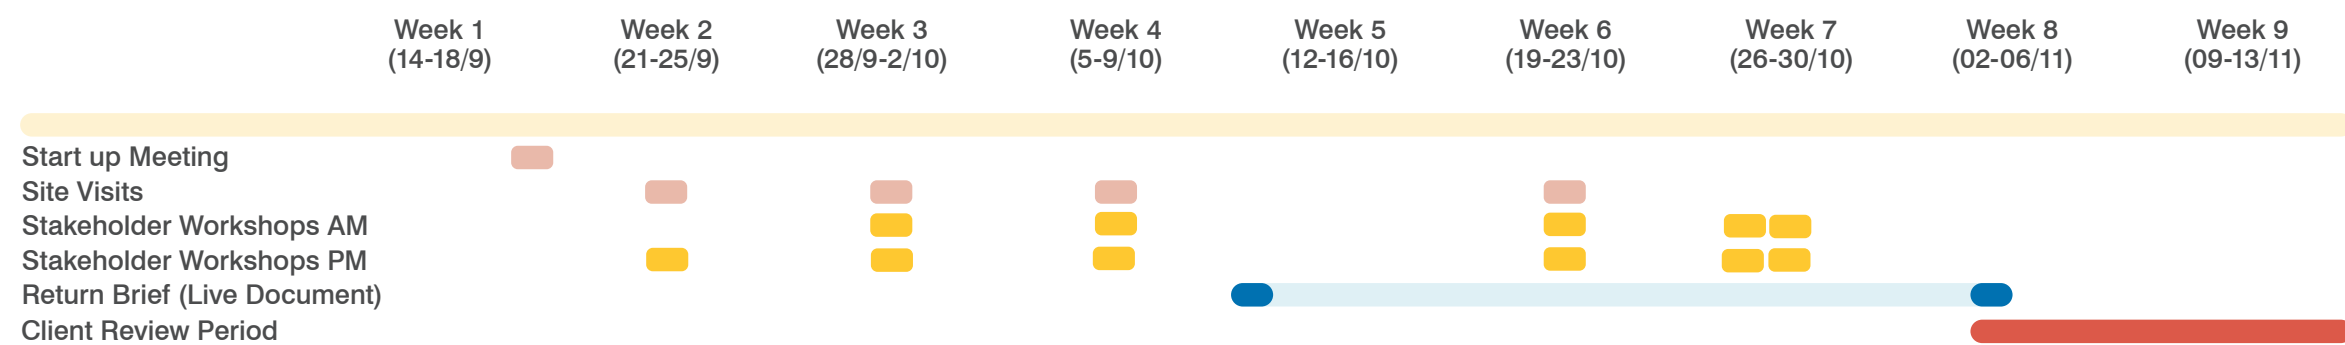 Week 1 Week 2 Week 3 Week 4 Week 5 Week 6 Week 7 Week 8 Week 9
(14-18/9) (21-25/9) (28/9-2/10) (5-9/10) (12-16/10) (19-23/10) (26-30/10) (02-06/11) (09-13/11)
Start up Meeting
Site Visits
Stakeholder Workshops AM
Stakeholder Workshops PM
Return Brief (Live Document)
Client Review Period